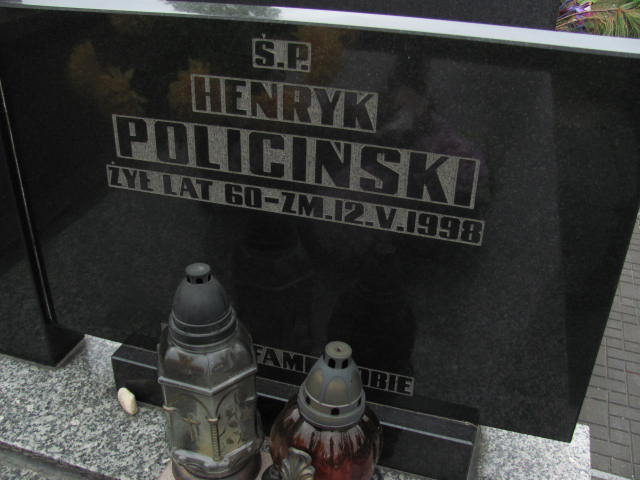 Ś.P.
HENRYK
POLICIŃSKI
ŻYŁ LAT 60-ZM.12.V.1998